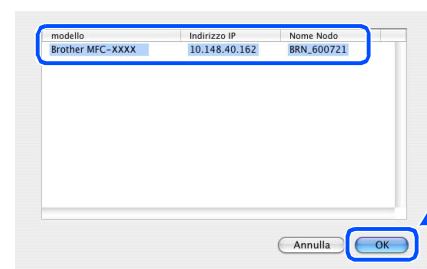 modello Indirizzo IP Nome Nodo
Brother MFC-XXXX 10.148.40.162 BRN_600721
Annulla OK